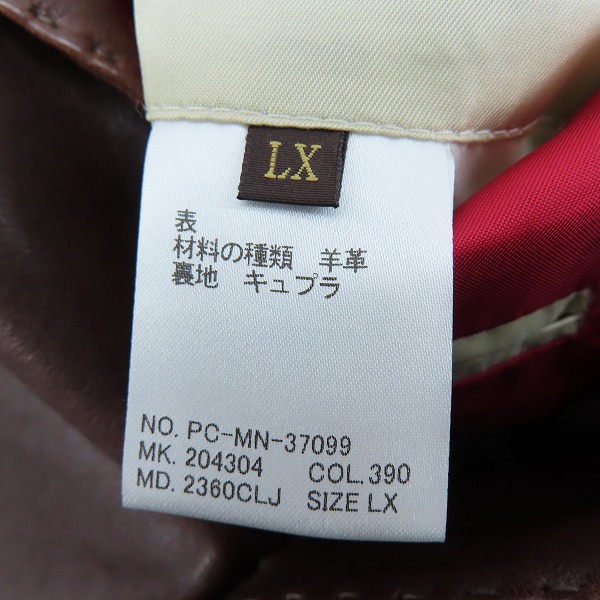 LX
表
材料の種類 羊革
裏地 キュプラ
NO. PC-MN-37099
MK. 204304 COL. 390
MD. 2360CLJ SIZE LX